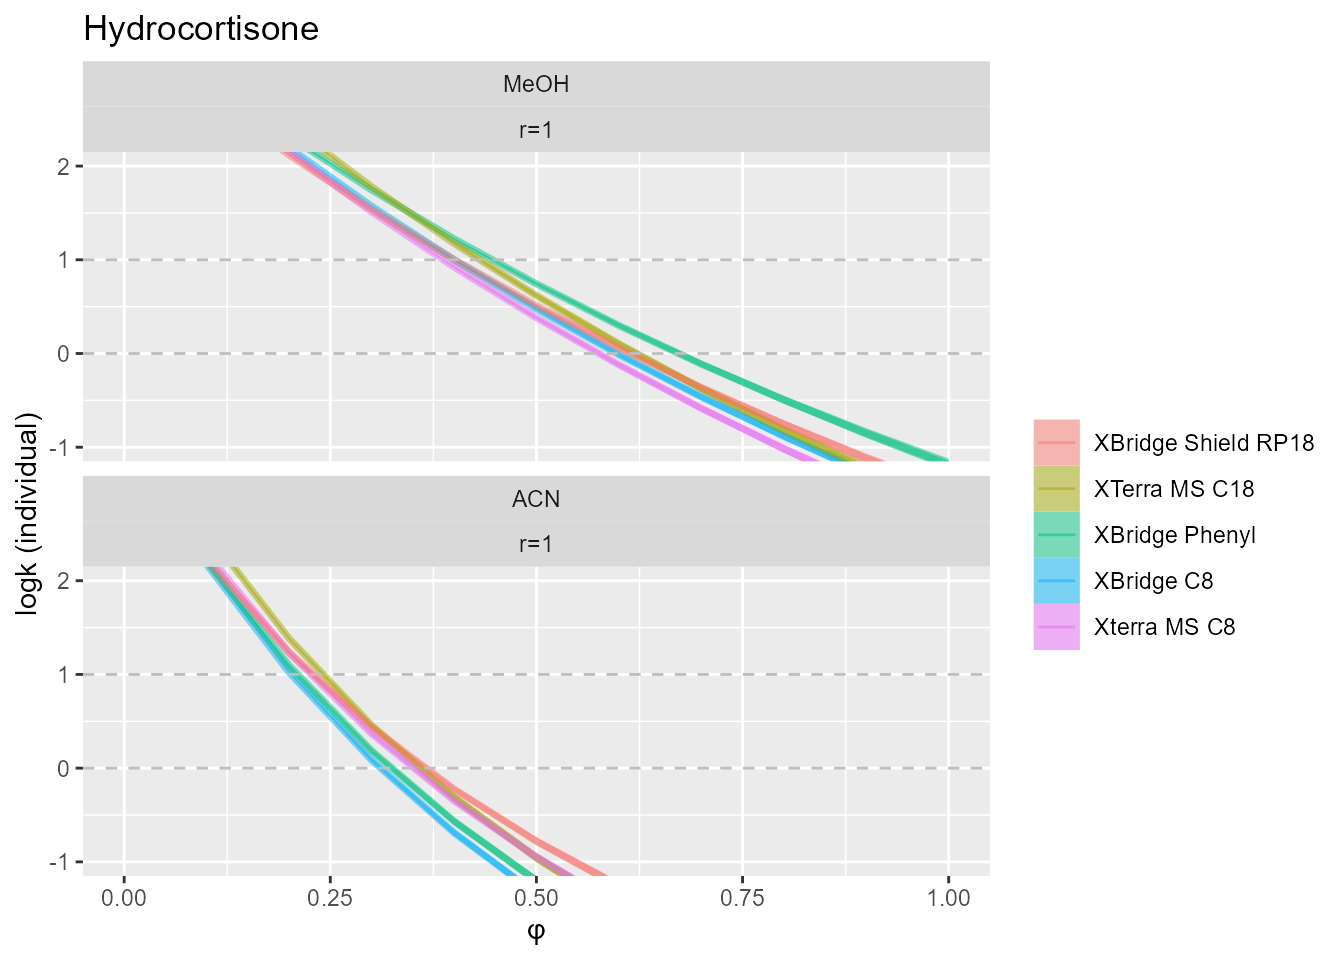 Hydrocortisone
MeOH
r=1
2
1
0
-1
ACN
r=1
2
1
0
-1
0.00 0.25 0.50 0.75 1.00
φ
logk (individual)
XBridge Shield RP18
XTerra MS C18
XBridge Phenyl
XBridge C8
Xterra MS C8